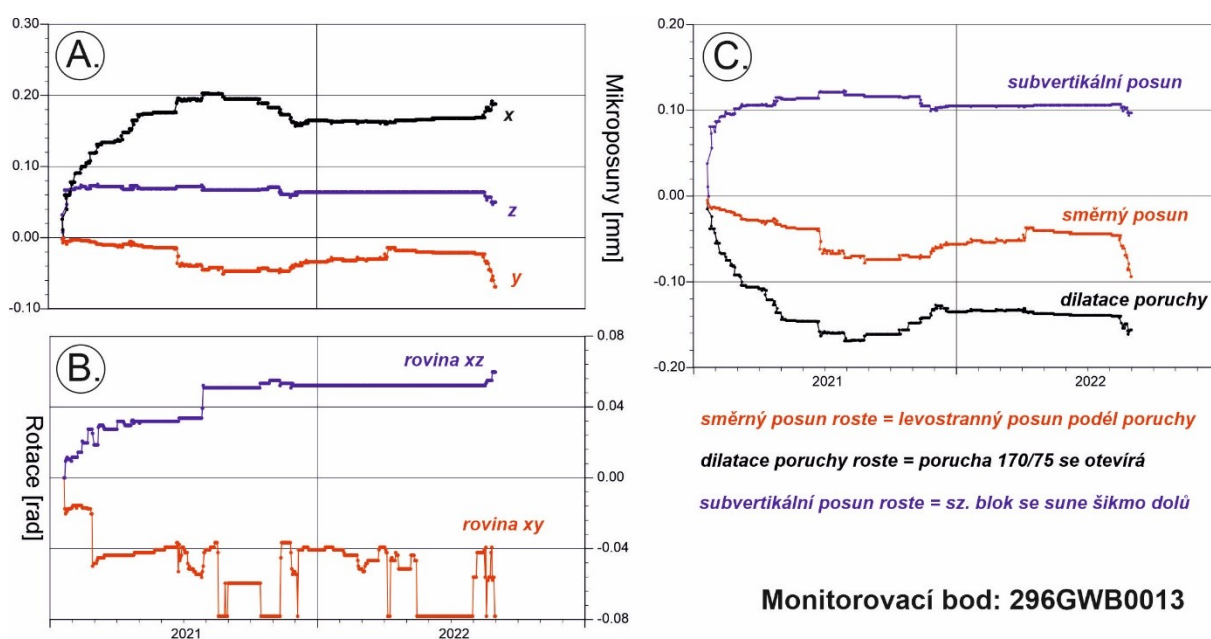 A.
0.30
0.20
0.10
0.00
-0.10
x
z
y
Mikroposuny [mm]
B.
Rotace [rad]
rovina xz
rovina xy
0.08
0.04
0.00
-0.04
-0.08
2021
2022
C.
0.20
0.10
0.00
-0.10
-0.20
subvertikální posun
směrný posun
dilatace poruchy
2021
2022
směrný posun roste = levostranný posun podél poruchy
dilatace poruchy roste = porucha 170/75 se otevírá
subvertikální posun roste = sz. blok se sune šikmo dolů
Monitorovací bod: 296GWB0013